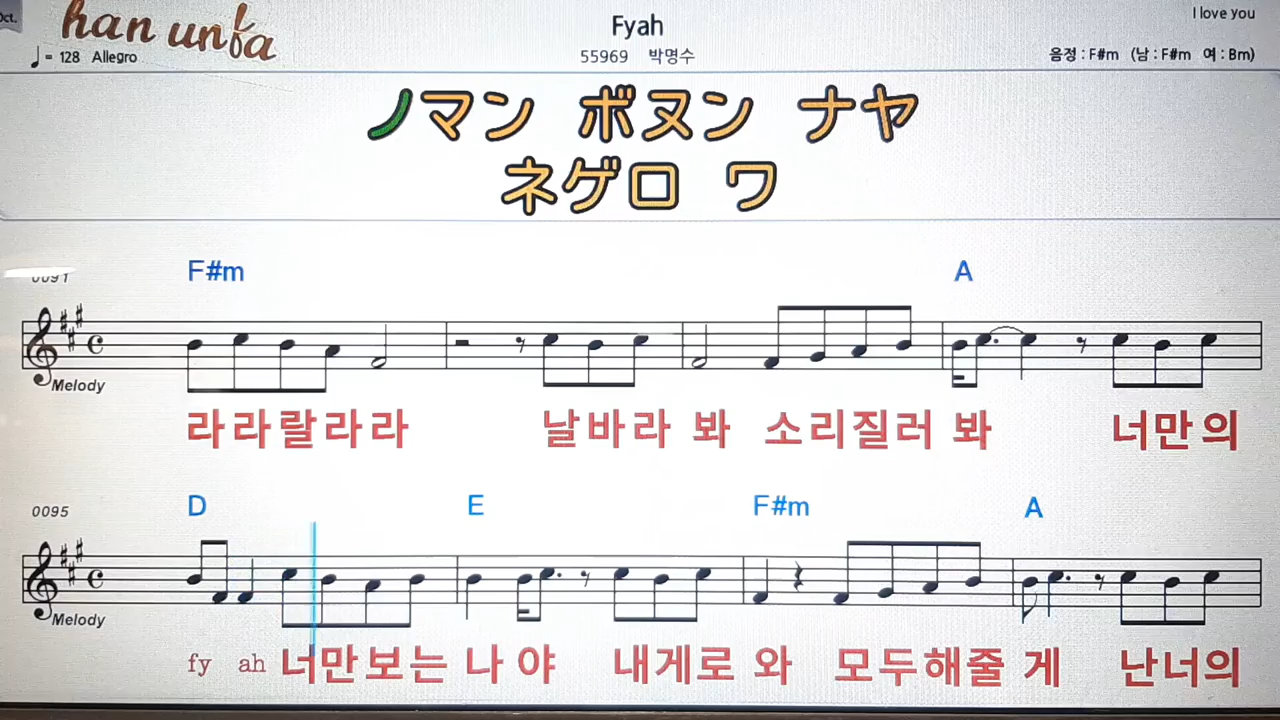 Oct.
han unfa
Fyah
I love you
♩= 128 Allegro
55969 박명수
음정 : F#m (남 : F#m 여 : Bm)
ノマン ボヌン ナヤ
ネゲロ ワ
0091
F#m A
Melody
라라랄라라 날바라 봐 소리질러 봐 너만의
0095
D E F#m A
Melody
fy ah 너만보는 나 야 내게로 와 모두해줄 게 난너의